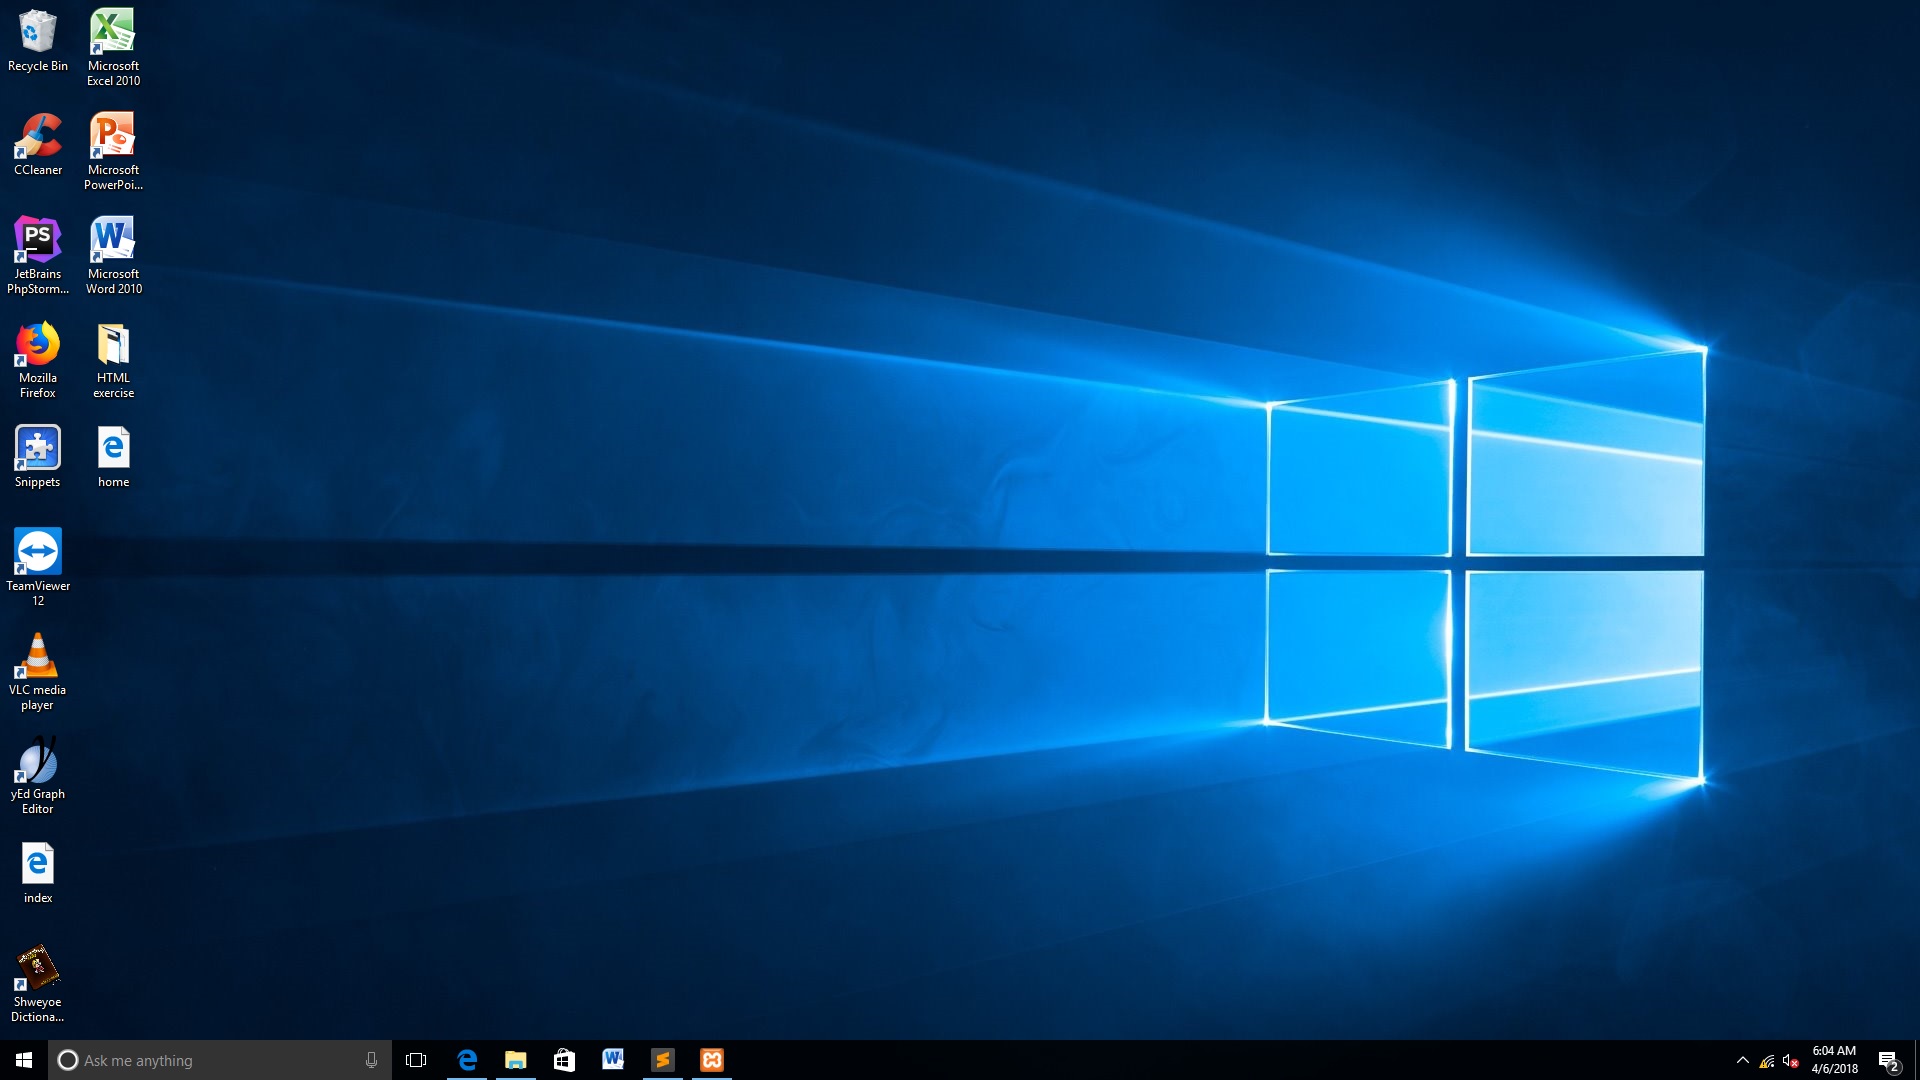 Recycle Bin
Microsoft
Excel 2010
CCleaner
Microsoft
PowerPoi...
PS
JetBrains
PhpStorm...
Microsoft
Word 2010
Mozilla
Firefox
HTML
exercise
Snippets
home
TeamViewer
12
VLC media
player
yEd Graph
Editor
index
Shweyoe
Dictiona...
Ask me anything
6:04 AM
4/6/2018
2